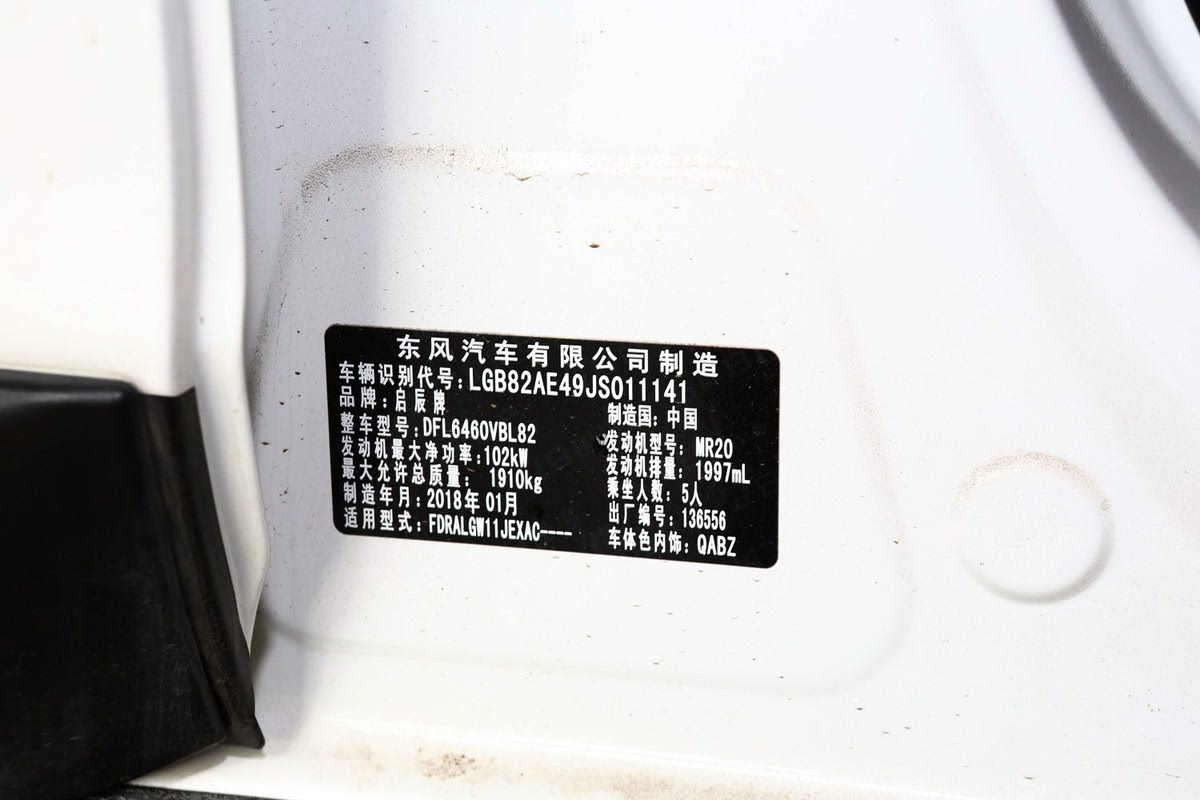 东风汽车有限公司制造
车辆识别代号：LGB82AE49JS011141
品牌：启辰牌 制造国：中国
整车型号：DFL6460VBL82 发动机型号：MR20
发动机最大净功率：102kW 发动机排量：1997mL
最大允许总质量： 1910kg 乘坐人数：5人
制造年月：2018年 01月 出厂编号：136556
适用型式：FDRALGW11JEXAC---- 车体色内饰：QABZ